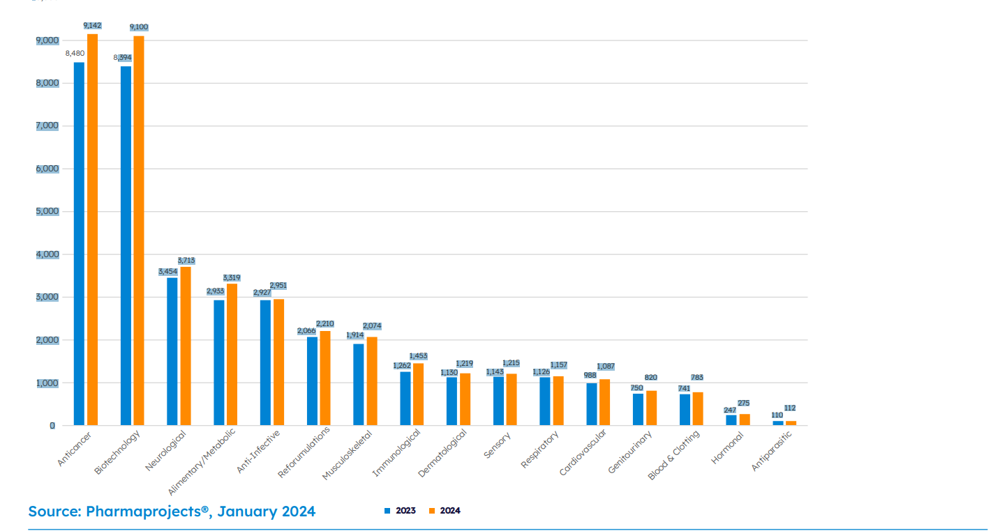 9,142
9,100
9,000
8,480
8,394
8,000
7,000
6,000
5,000
4,000
3,713
3,454
3,319
2,933
2,927
2,951
3,000
2,066
2,210
1,914
2,074
2,000
1,262
1,453
1,130
1,219
1,143
1,215
1,126
1,157
988
1,087
750
820
741
783
1,000
247
275
110
112
0
Anticancer
Biotechnology
Neurological
Alimentary/Metabolic
Anti-Infective
Reforumulations
Musculoskeletal
Immunological
Dermatological
Sensory
Respiratory
Cardiovascular
Genitourinary
Blood & Clotting
Hormonal
Antiparasitic
Source: Pharmaprojects®, January 2024
2023 2024